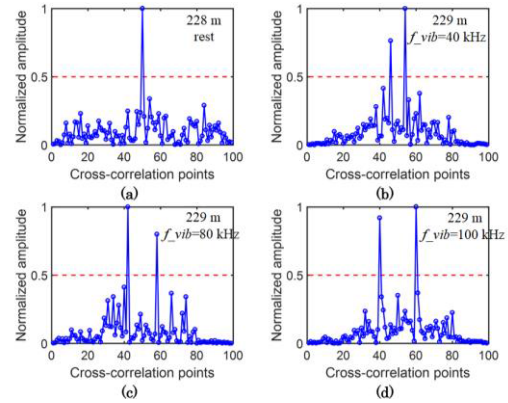 228 m
rest
1
0.5
0
Normalized amplitude
0 20 40 60 80 100
Cross-correlation points
(a)
229 m
f_vib=40 kHz
1
0.5
0
Normalized amplitude
0 20 40 60 80 100
Cross-correlation points
(b)
229 m
f_vib=80 kHz
1
0.5
0
Normalized amplitude
0 20 40 60 80 100
Cross-correlation points
(c)
229 m
f_vib=100 kHz
1
0.5
0
Normalized amplitude
0 20 40 60 80 100
Cross-correlation points
(d)